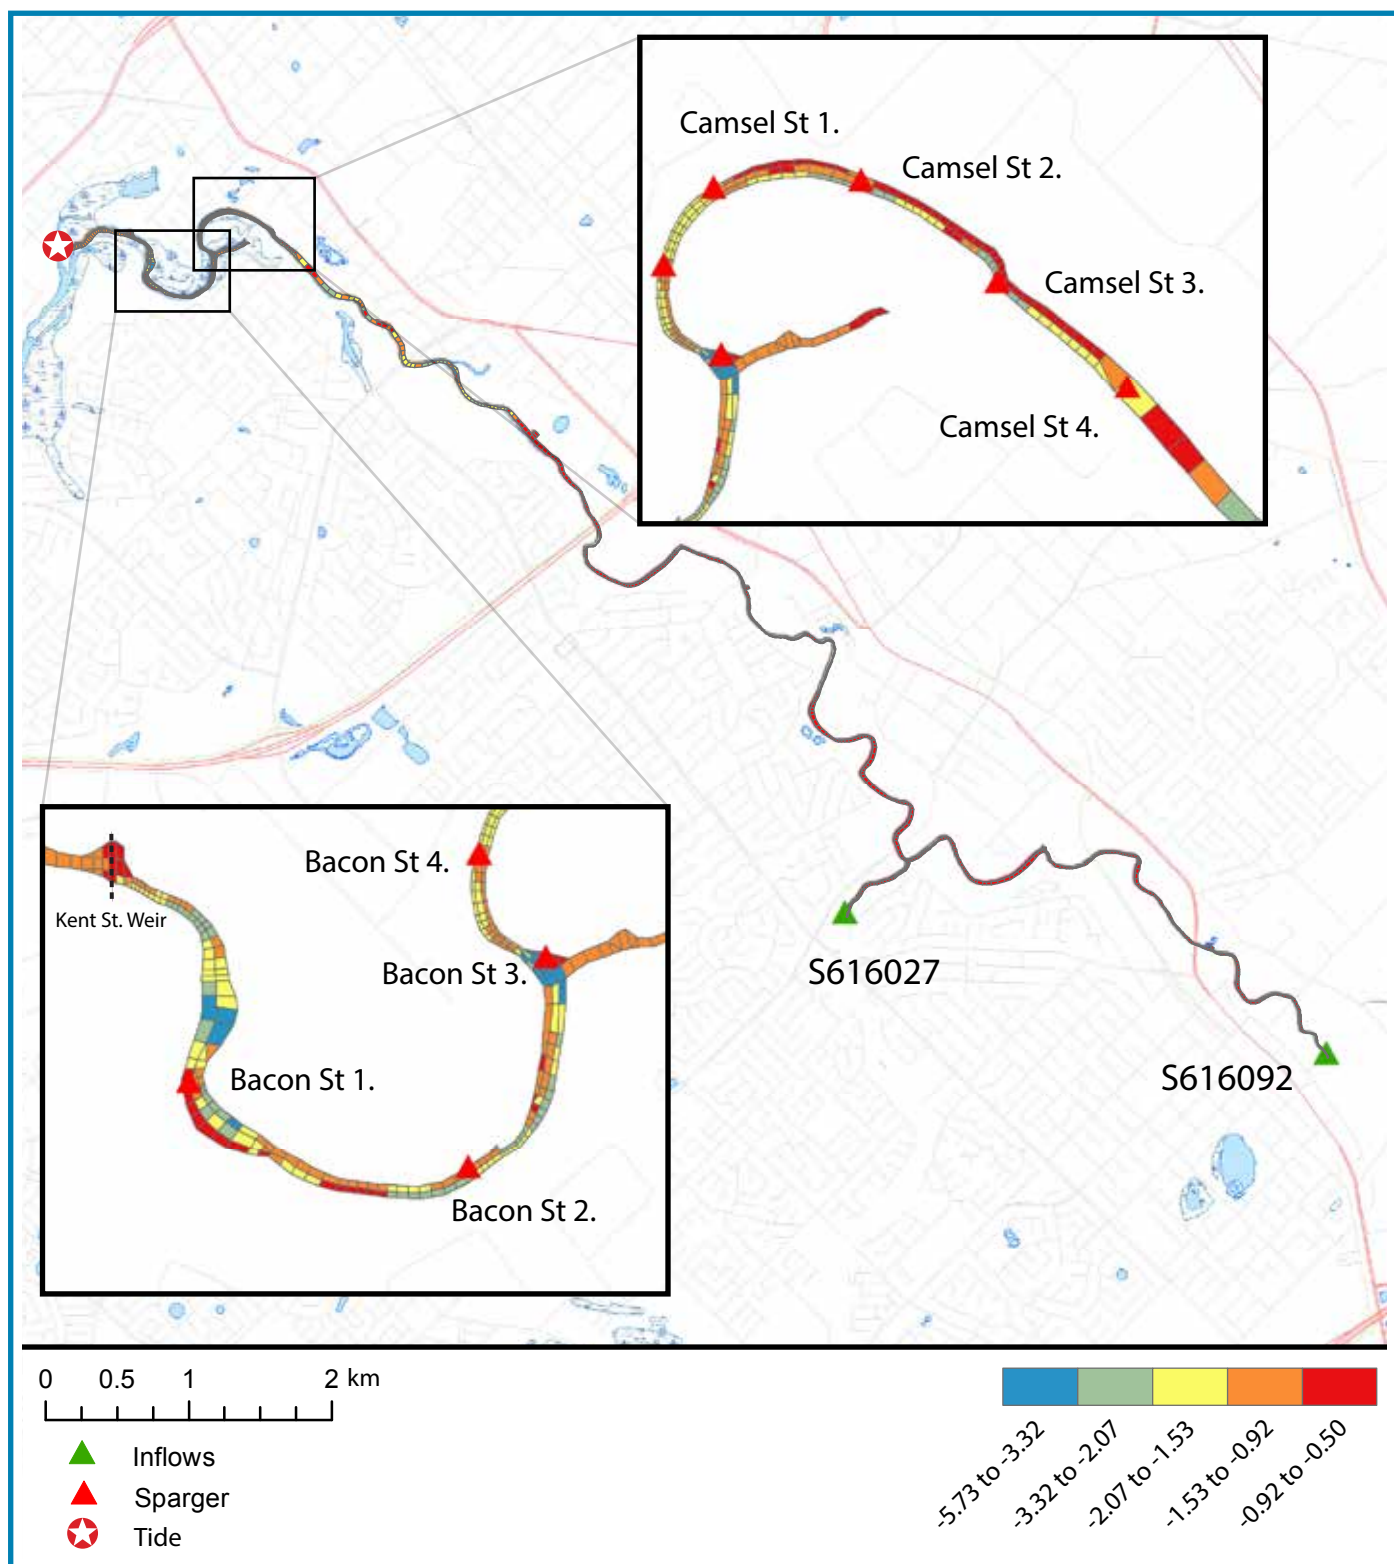 Camsel St 1.
Camsel St 2.
Camsel St 3.
Camsel St 4.
Bacon St 4.
Kent St. Weir
Bacon St 3.
Bacon St 1.
Bacon St 2.
S616027
S616092
0 0.5 1 2 km
Inflows
Sparger
Tide
-5.73 to -3.32
-3.32 to -2.07
-2.07 to -1.53
-1.53 to -0.92
-0.92 to -0.50